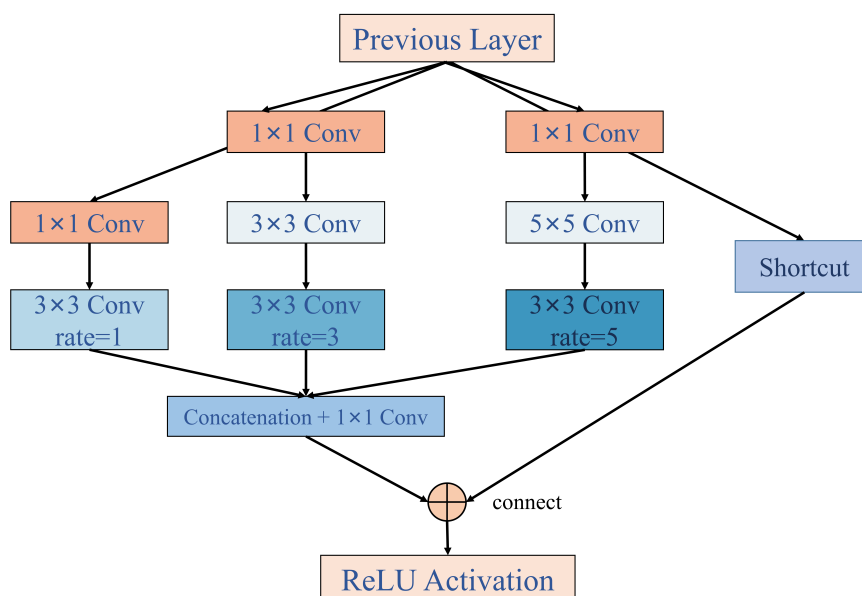 Previous Layer
1×1 Conv
1×1 Conv
1×1 Conv
3×3 Conv
5×5 Conv
Shortcut
3×3 Conv
rate=1
3×3 Conv
rate=3
3×3 Conv
rate=5
Concatenation + 1×1 Conv
connect
ReLU Activation